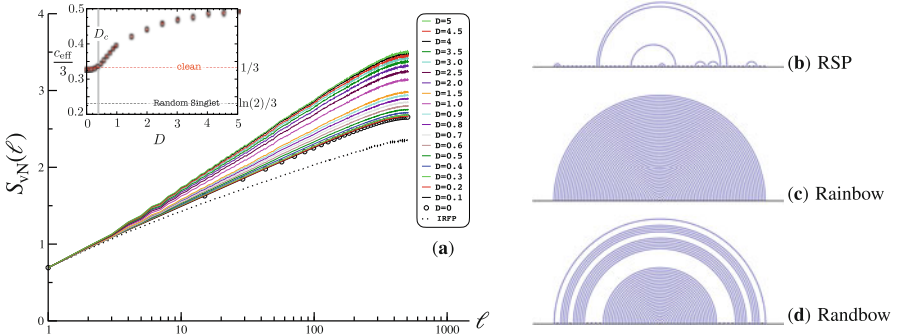 0.5
0.4
0.3
0.2
c_eff/3
D_c
clean
1/3
Random Singlet
ln(2)/3
0 1 2 3 4 5
D
4
3
2
1
0
S_vN(ℓ)
1 10 100 1000
ℓ
D=5
D=4.5
D=4
D=3.5
D=3.0
D=2.5
D=2.0
D=1.5
D=1.0
D=0.9
D=0.8
D=0.7
D=0.6
D=0.5
D=0.4
D=0.3
D=0.2
D=0.1
D=0
IRFP
(a)
(b) RSP
(c) Rainbow
(d) Randbow